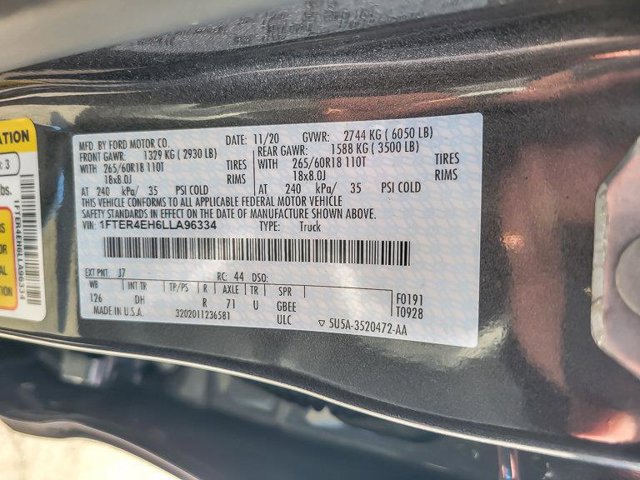 MFD. BY FORD MOTOR CO. DATE: 11/20 GVWR: 2744 KG ( 6050 LB)
FRONT GAWR: 1329 KG ( 2930 LB) REAR GAWR: 1588 KG ( 3500 LB)
WITH 265/60R18 110T TIRES WITH 265/60R18 110T TIRES
18x8.0J RIMS 18x8.0J RIMS
AT 240 kPa/ 35 PSI COLD AT 240 kPa/ 35 PSI COLD
THIS VEHICLE CONFORMS TO ALL APPLICABLE FEDERAL MOTOR VEHICLE
SAFETY STANDARDS IN EFFECT ON THE DATE OF MANUFACTURE SHOWN ABOVE.
VIN: 1FTER4EH6LLA96334 TYPE: Truck
EXT PNT: J7 RC: 44 DSO:
WB INT TR TP/PS R AXLE TR SPR
126 DH R 71 U GBEE F0191
MADE IN U.S.A. 3202011236581 ULC T0928
5U5A-3520472-AA
ATION
: 3
lbs.
1FTER4EH6LLA96334